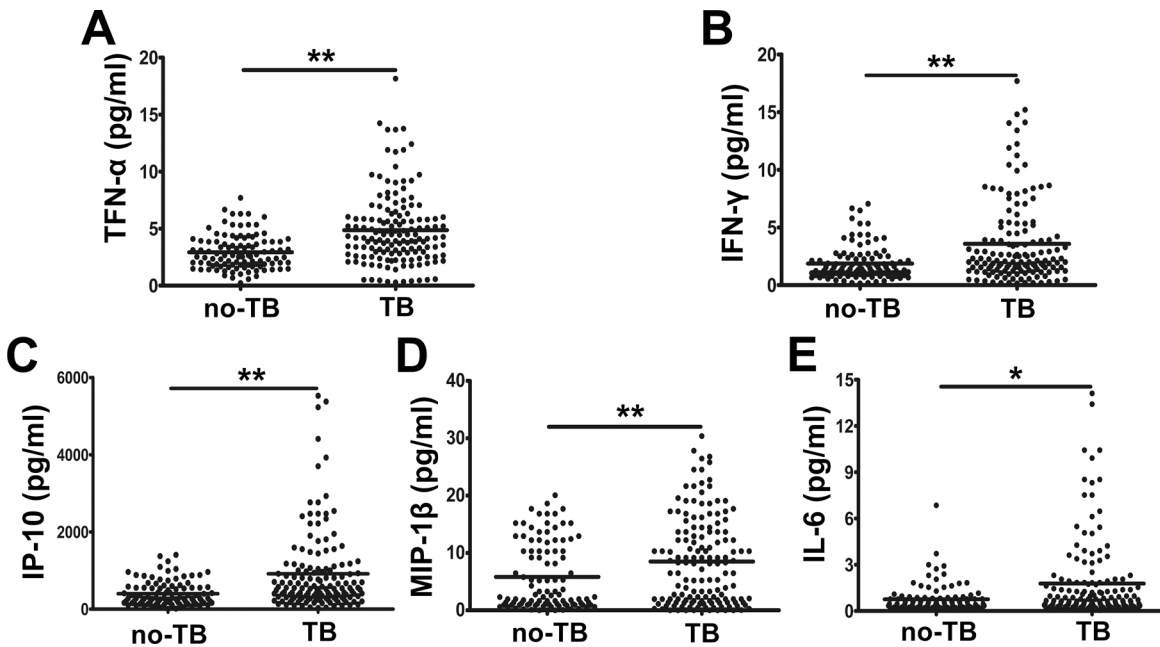 A
TFN-α (pg/ml)
20
15
10
5
0
**
no-TB
TB
B
IFN-γ (pg/ml)
20
15
10
5
0
**
no-TB
TB
C
IP-10 (pg/ml)
6000
4000
2000
0
**
no-TB
TB
D
MIP-1β (pg/ml)
40
30
20
10
0
**
no-TB
TB
E
IL-6 (pg/ml)
15
12
9
6
3
0
*
no-TB
TB